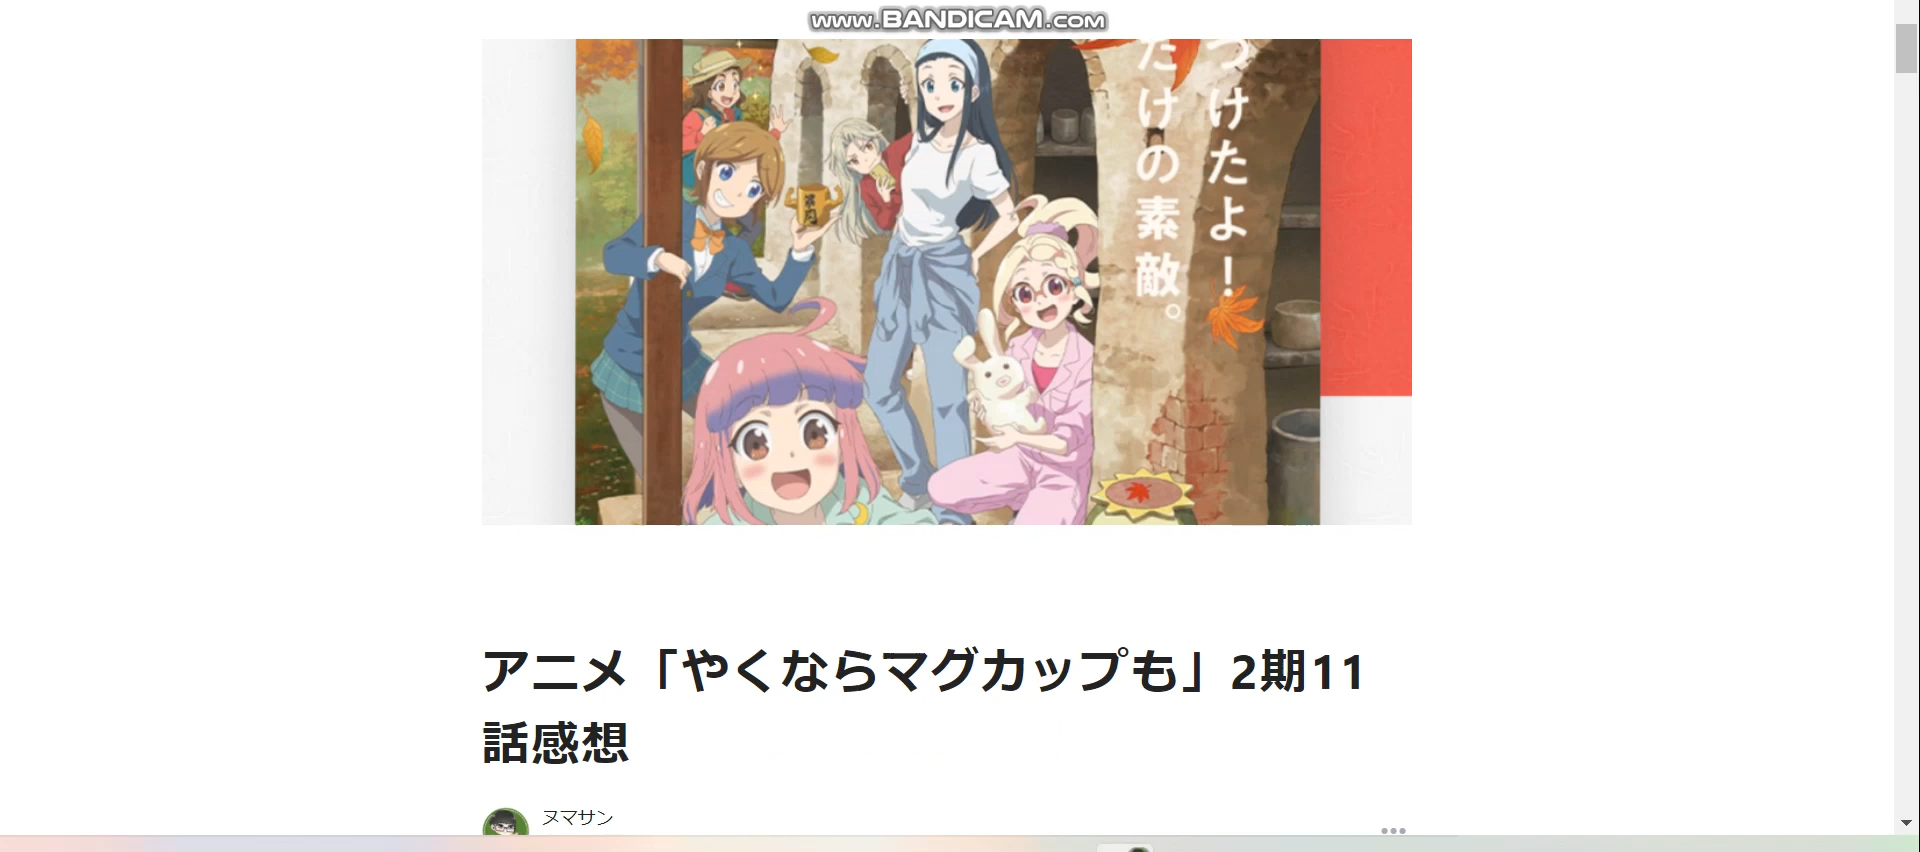 www.BANDICAM.com
つけたよ！
たけの素敵。
アニメ「やくならマグカップも」2期11
話感想
ヌマサン